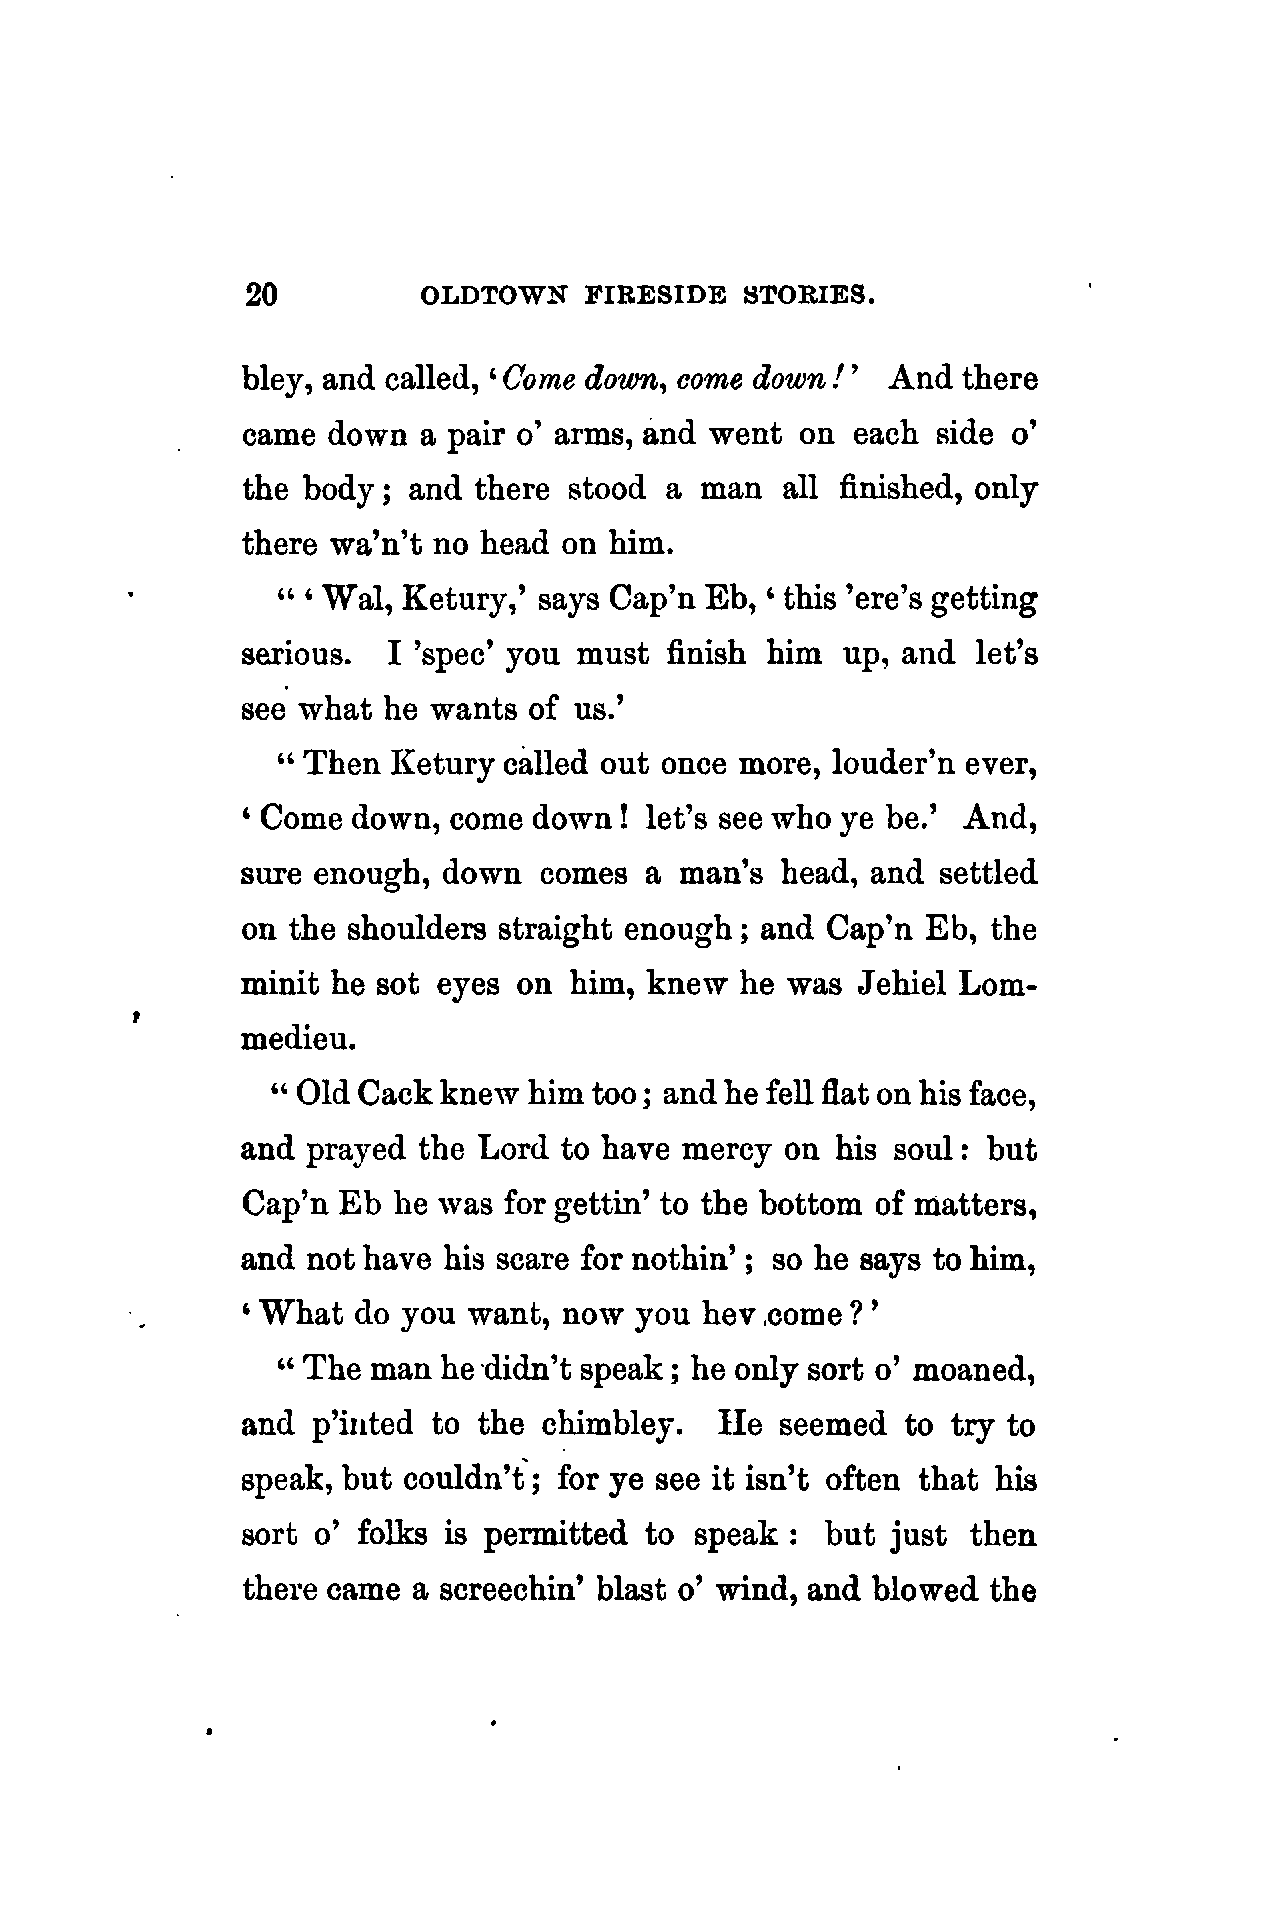 20 OLDTOWN FIRESIDE STORIES.
bley, and called, ‘Come down, come down!’ And there
came down a pair o’ arms, and went on each side o’
the body; and there stood a man all finished, only
there wa’n’t no head on him.
“‘Wal, Ketury,’ says Cap’n Eb, ‘this ’ere’s getting
serious. I ’spec’ you must finish him up, and let’s
see what he wants of us.’
“Then Ketury called out once more, louder’n ever,
‘Come down, come down! let’s see who ye be.’ And,
sure enough, down comes a man’s head, and settled
on the shoulders straight enough; and Cap’n Eb, the
minit he sot eyes on him, knew he was Jehiel Lom-
medieu.
“Old Cack knew him too; and he fell flat on his face,
and prayed the Lord to have mercy on his soul: but
Cap’n Eb he was for gettin’ to the bottom of matters,
and not have his scare for nothin’; so he says to him,
‘What do you want, now you hev come?’
“The man he didn’t speak; he only sort o’ moaned,
and p’inted to the chimbley. He seemed to try to
speak, but couldn’t; for ye see it isn’t often that his
sort o’ folks is permitted to speak: but just then
there came a screechin’ blast o’ wind, and blowed the